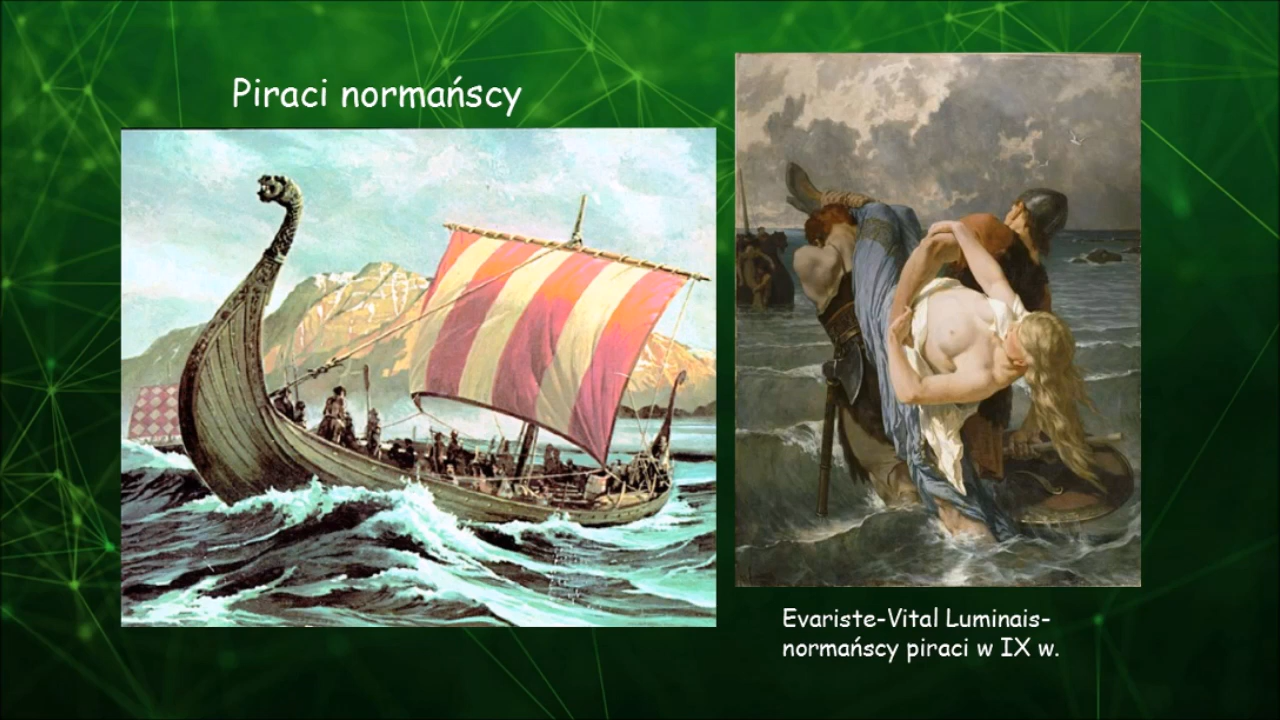 Piraci normańscy
Evariste-Vital Luminais-
normańscy piraci w IX w.